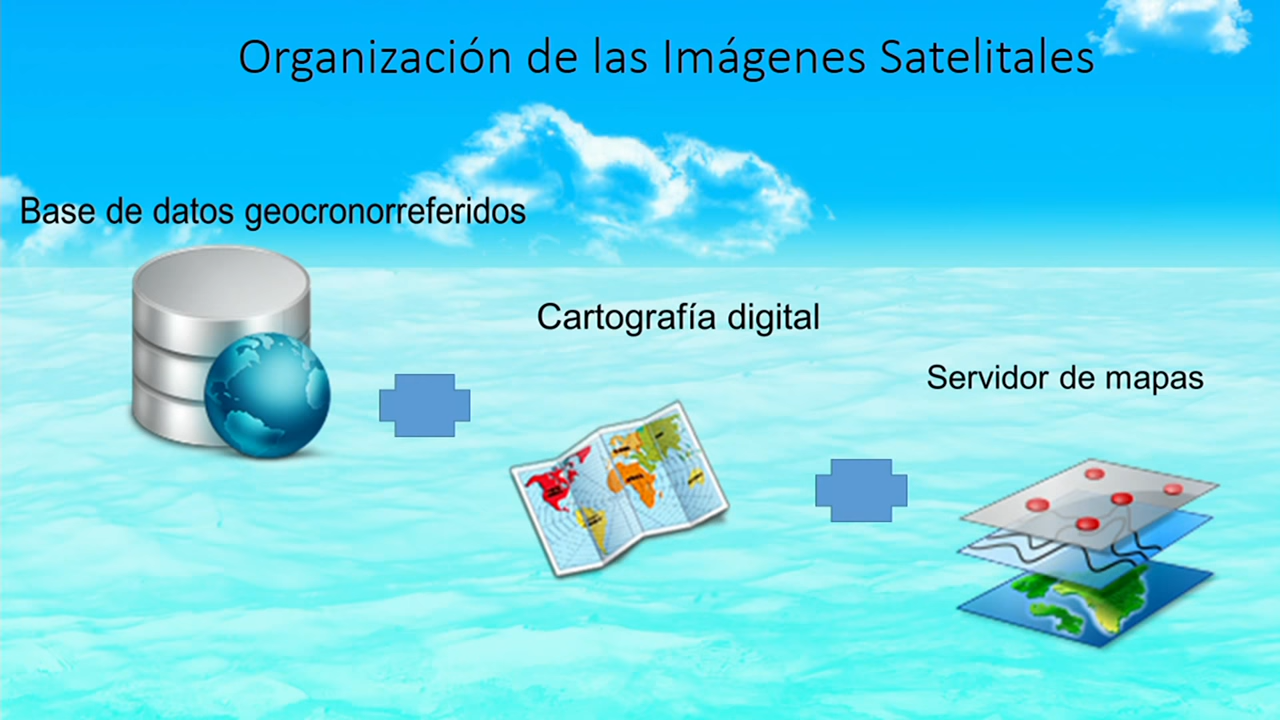 Organización de las Imágenes Satelitales
Base de datos geocronorreferidos
Cartografía digital
Servidor de mapas